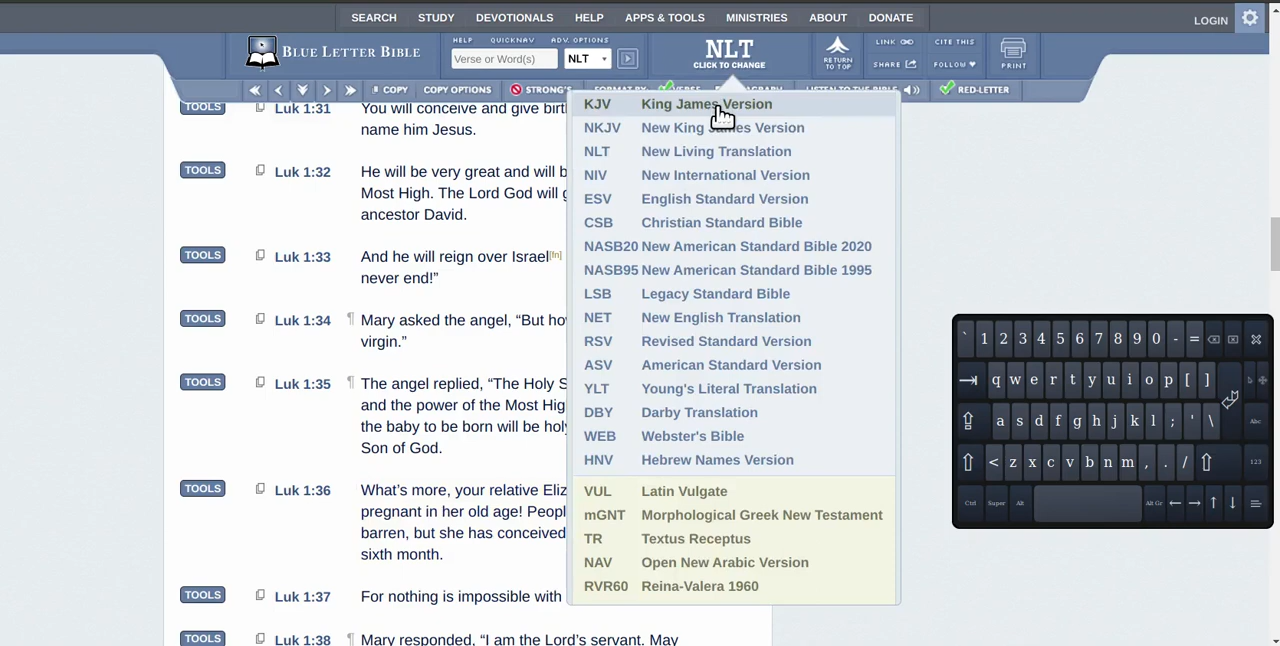 SEARCH STUDY DEVOTIONALS HELP APPS & TOOLS MINISTRIES ABOUT DONATE LOGIN
BLUE LETTER BIBLE
HELP QUICKNAV ADV. OPTIONS
Verse or Word(s) NLT
NLT
CLICK TO CHANGE
RETURN
TO TOP
LINK CITE THIS
SHARE FOLLOW
PRINT
COPY COPY OPTIONS STRONG'S RED-LETTER
TOOLS Luk 1:31 You will conceive and give birt
name him Jesus.
TOOLS Luk 1:32 He will be very great and will b
Most High. The Lord God will g
ancestor David.
TOOLS Luk 1:33 And he will reign over Israel[fn]
never end!”
TOOLS Luk 1:34 ¶ Mary asked the angel, “But ho
virgin.”
TOOLS Luk 1:35 ¶ The angel replied, “The Holy S
and the power of the Most Hig
the baby to be born will be holy
Son of God.
TOOLS Luk 1:36 What’s more, your relative Eliz
pregnant in her old age! Peopl
barren, but she has conceived
sixth month.
TOOLS Luk 1:37 For nothing is impossible with
TOOLS Luk 1:38 ¶ Mary responded, “I am the Lord’s servant. May
KJV King James Version
NKJV New King James Version
NLT New Living Translation
NIV New International Version
ESV English Standard Version
CSB Christian Standard Bible
NASB20 New American Standard Bible 2020
NASB95 New American Standard Bible 1995
LSB Legacy Standard Bible
NET New English Translation
RSV Revised Standard Version
ASV American Standard Version
YLT Young's Literal Translation
DBY Darby Translation
WEB Webster's Bible
HNV Hebrew Names Version
VUL Latin Vulgate
mGNT Morphological Greek New Testament
TR Textus Receptus
NAV Open New Arabic Version
RVR60 Reina-Valera 1960
` 1 2 3 4 5 6 7 8 9 0 - =
q w e r t y u i o p [ ]
a s d f g h j k l ; ' \ Abc
< z x c v b n m , . / 123
Ctrl Super Alt Alt Gr